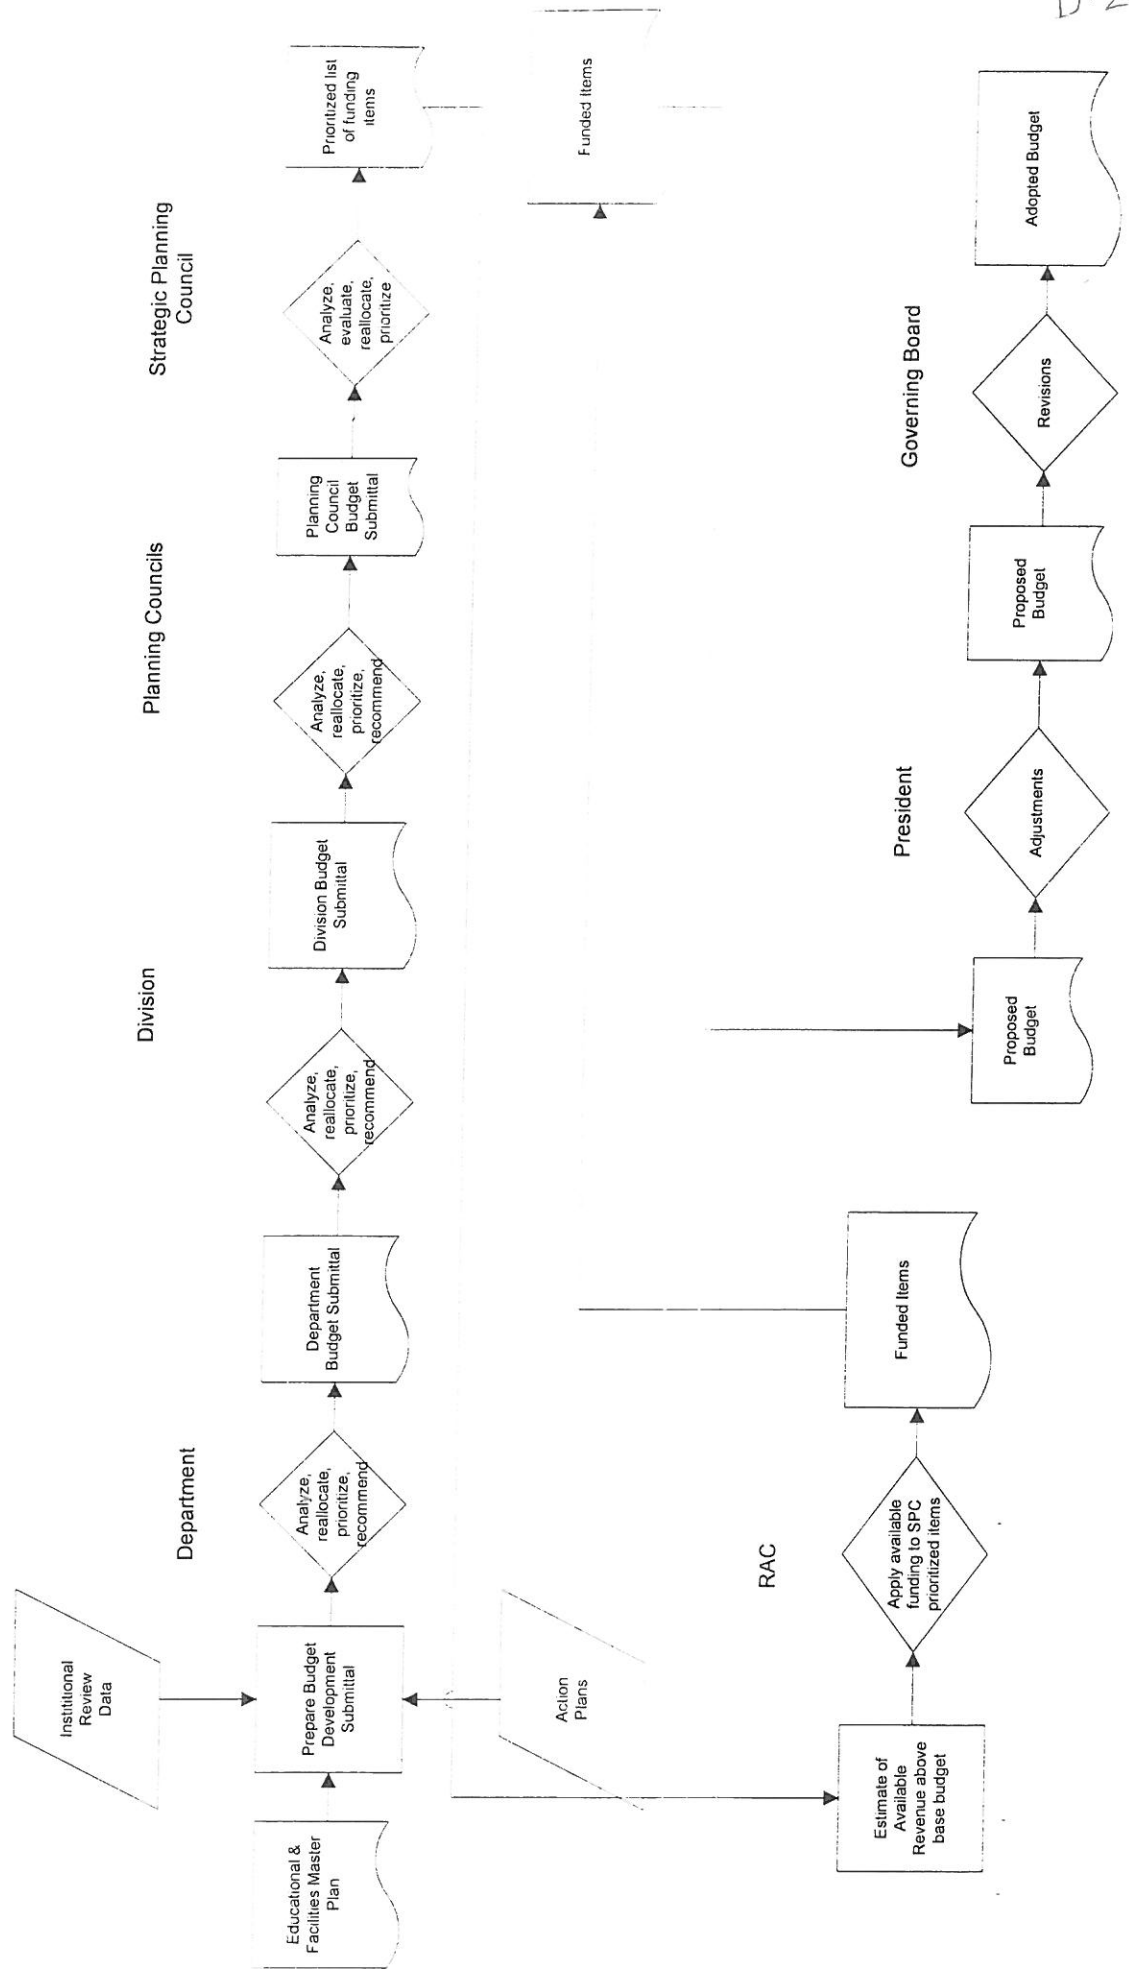 Department
Division
Planning Councils
Strategic Planning
Council
Institutional
Review
Data
Educational &
Facilities Master
Plan
Prepare Budget
Development
Submittal
Action
Plans
Analyze,
reallocate,
prioritize,
recommend
Department
Budget Submittal
Analyze,
reallocate,
prioritize,
recommend
Division Budget
Submittal
Analyze,
reallocate,
prioritize,
recommend
Planning
Council
Budget
Submittal
Analyze,
evaluate,
reallocate,
prioritize
Prioritized list
of funding
items
Funded Items
RAC
Estimate of
Available
Revenue above
base budget
Apply available
funding to SPC
prioritized items
Funded Items
President
Governing Board
Proposed
Budget
Adjustments
Proposed
Budget
Revisions
Adopted Budget